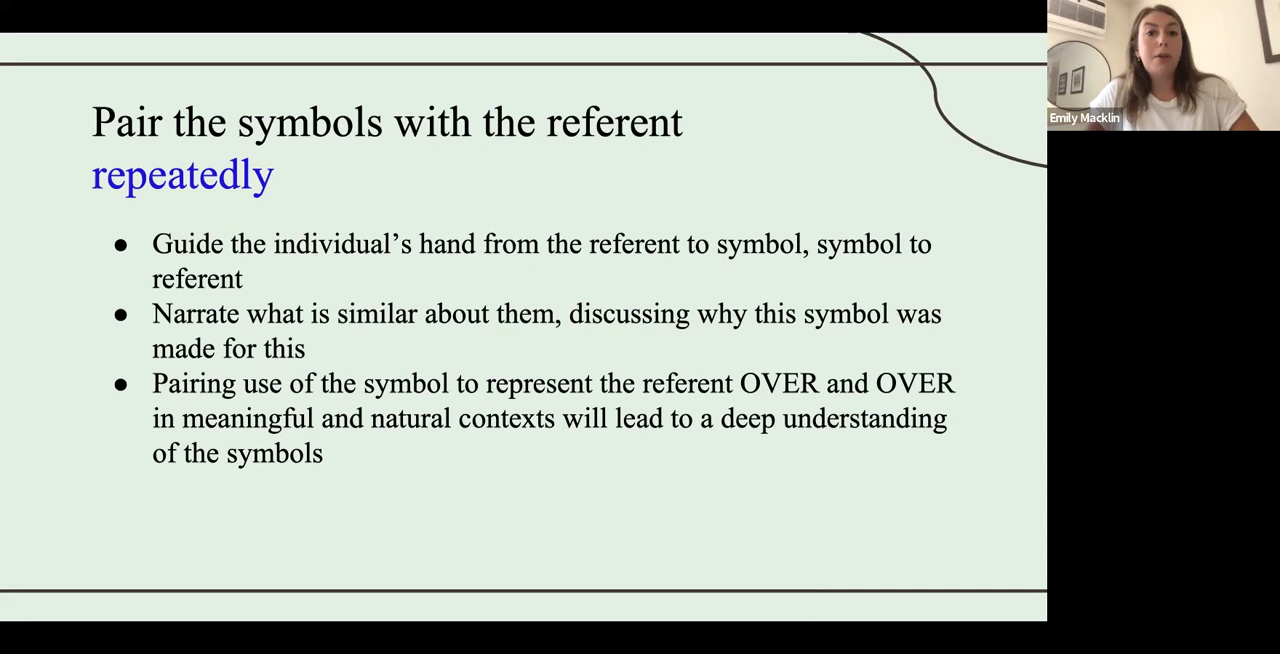 Pair the symbols with the referent
repeatedly
● Guide the individual’s hand from the referent to symbol, symbol to
referent
● Narrate what is similar about them, discussing why this symbol was
made for this
● Pairing use of the symbol to represent the referent OVER and OVER
in meaningful and natural contexts will lead to a deep understanding
of the symbols
Emily Macklin